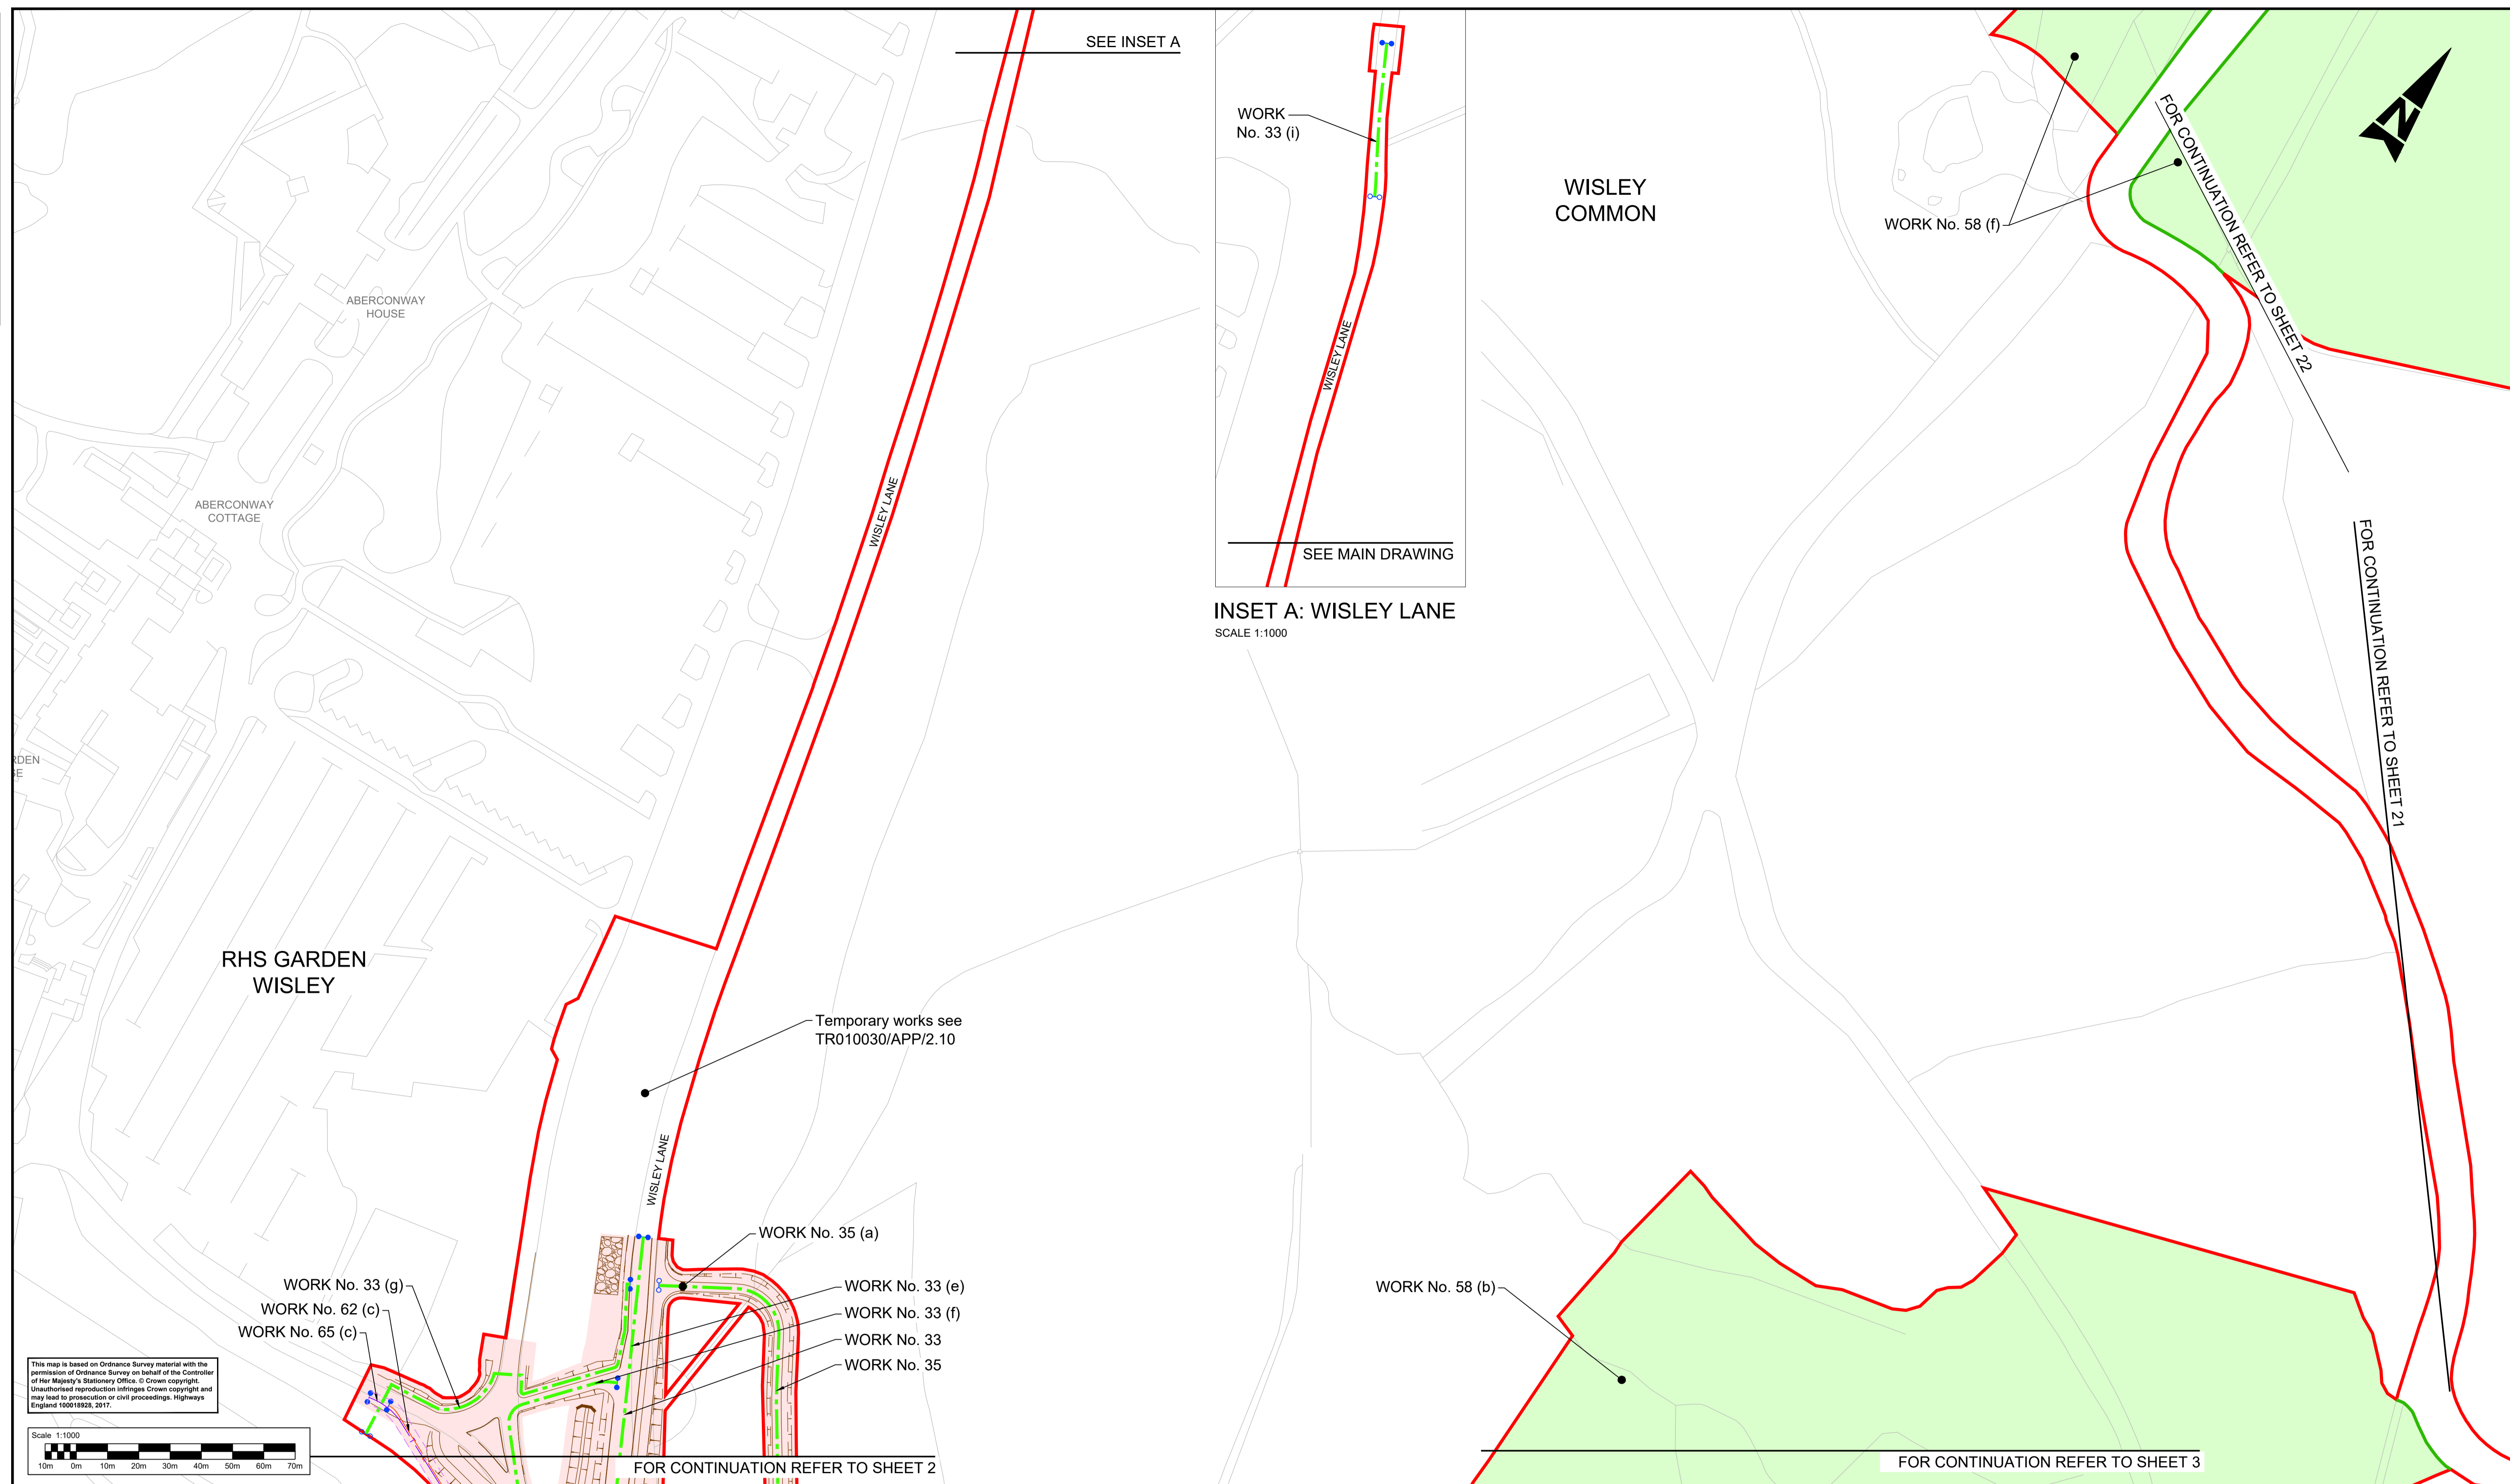 SEE INSET A
WORK
No. 33 (i)
WISLEY LANE
SEE MAIN DRAWING
INSET A: WISLEY LANE
SCALE 1:1000
WISLEY
COMMON
WORK No. 58 (f)
N
FOR CONTINUATION REFER TO SHEET 22
FOR CONTINUATION REFER TO SHEET 21
ABERCONWAY
HOUSE
ABERCONWAY
COTTAGE
WISLEY LANE
RDEN
SE
RHS GARDEN
WISLEY
Temporary works see
TR010030/APP/2.10
WISLEY LANE
WORK No. 35 (a)
WORK No. 33 (g)
WORK No. 62 (c)
WORK No. 65 (c)
WORK No. 33 (e)
WORK No. 33 (f)
WORK No. 33
WORK No. 35
WORK No. 58 (b)
This map is based on Ordnance Survey material with the
permission of Ordnance Survey on behalf of the Controller
of Her Majesty's Stationery Office. © Crown copyright.
Unauthorised reproduction infringes Crown copyright and
may lead to prosecution or civil proceedings. Highways
England 100018928, 2017.
Scale 1:1000
10m 0m 10m 20m 30m 40m 50m 60m 70m
FOR CONTINUATION REFER TO SHEET 2
FOR CONTINUATION REFER TO SHEET 3